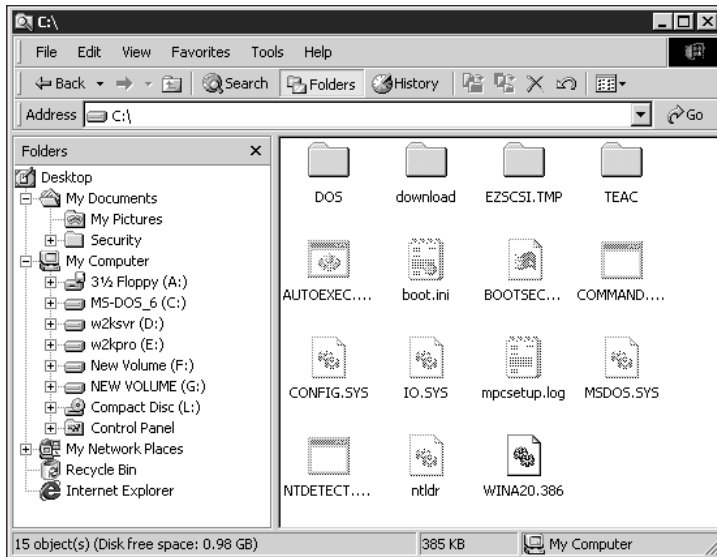 C:\
File Edit View Favorites Tools Help
Back Search Folders History
Address C:\ Go
Folders
Desktop
My Documents
My Pictures
Security
My Computer
3½ Floppy (A:)
MS-DOS_6 (C:)
w2ksvr (D:)
w2kpro (E:)
New Volume (F:)
NEW VOLUME (G:)
Compact Disc (L:)
Control Panel
My Network Places
Recycle Bin
Internet Explorer
DOS download EZSCSI.TMP TEAC
AUTOEXEC.... boot.ini BOOTSEC... COMMAND....
CONFIG.SYS IO.SYS mpcsetup.log MSDOS.SYS
NTDETECT.... ntldr WINA20.386
15 object(s) (Disk free space: 0.98 GB) 385 KB My Computer